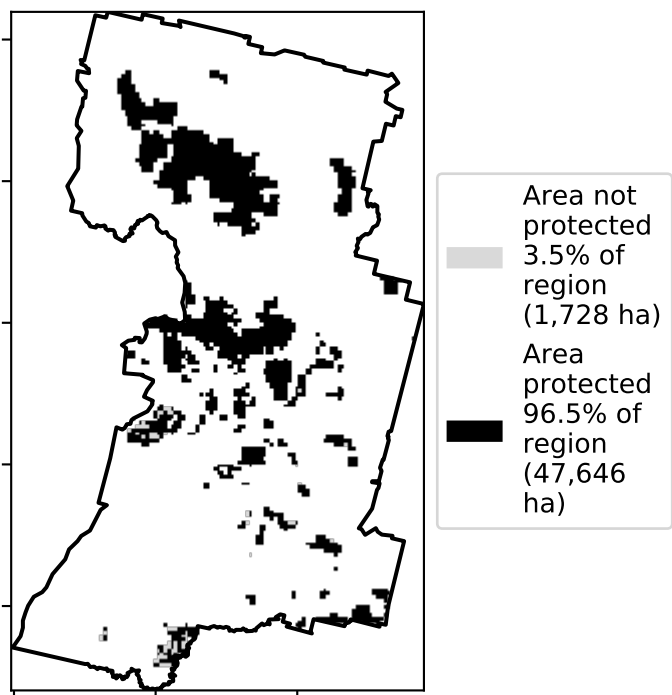 Area not
protected
3.5% of
region
(1,728 ha)
Area
protected
96.5% of
region
(47,646
ha)